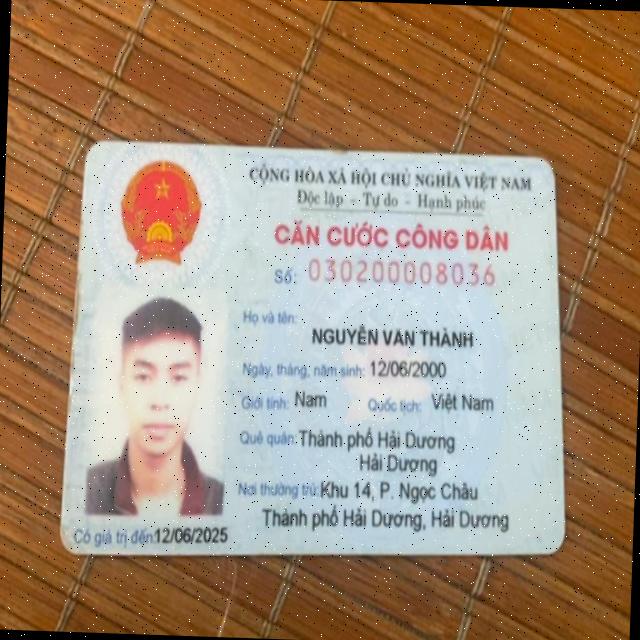 CỘNG HÒA XÃ HỘI CHỦ NGHĨA VIỆT NAM
Độc lập - Tự do - Hạnh phúc
CĂN CƯỚC CÔNG DÂN
Số: 030200008036
Họ và tên:
NGUYỄN VĂN THÀNH
Ngày, tháng, năm sinh: 12/06/2000
Giới tính: Nam Quốc tịch: Việt Nam
Quê quán: Thành phố Hải Dương
Hải Dương
Nơi thường trú: Khu 14, P. Ngọc Châu
Thành phố Hải Dương, Hải Dương
Có giá trị đến: 12/06/2025